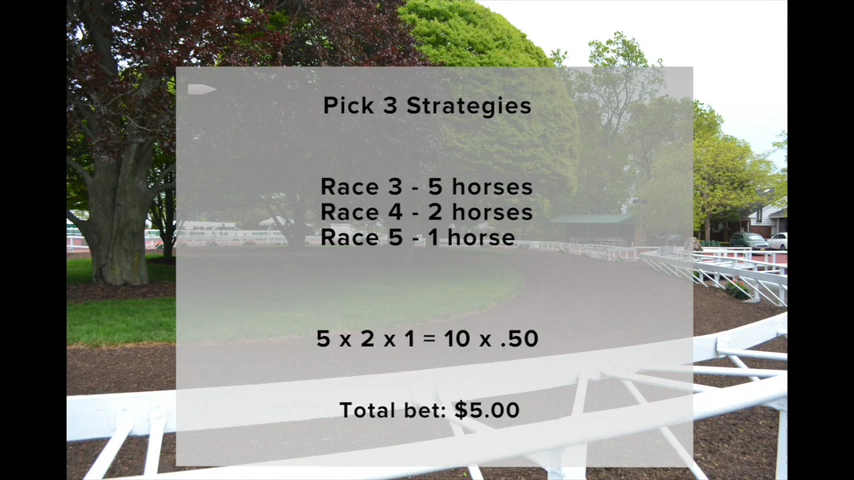 Pick 3 Strategies
Race 3 - 5 horses
Race 4 - 2 horses
Race 5 - 1 horse
5 x 2 x 1 = 10 x .50
Total bet: $5.00